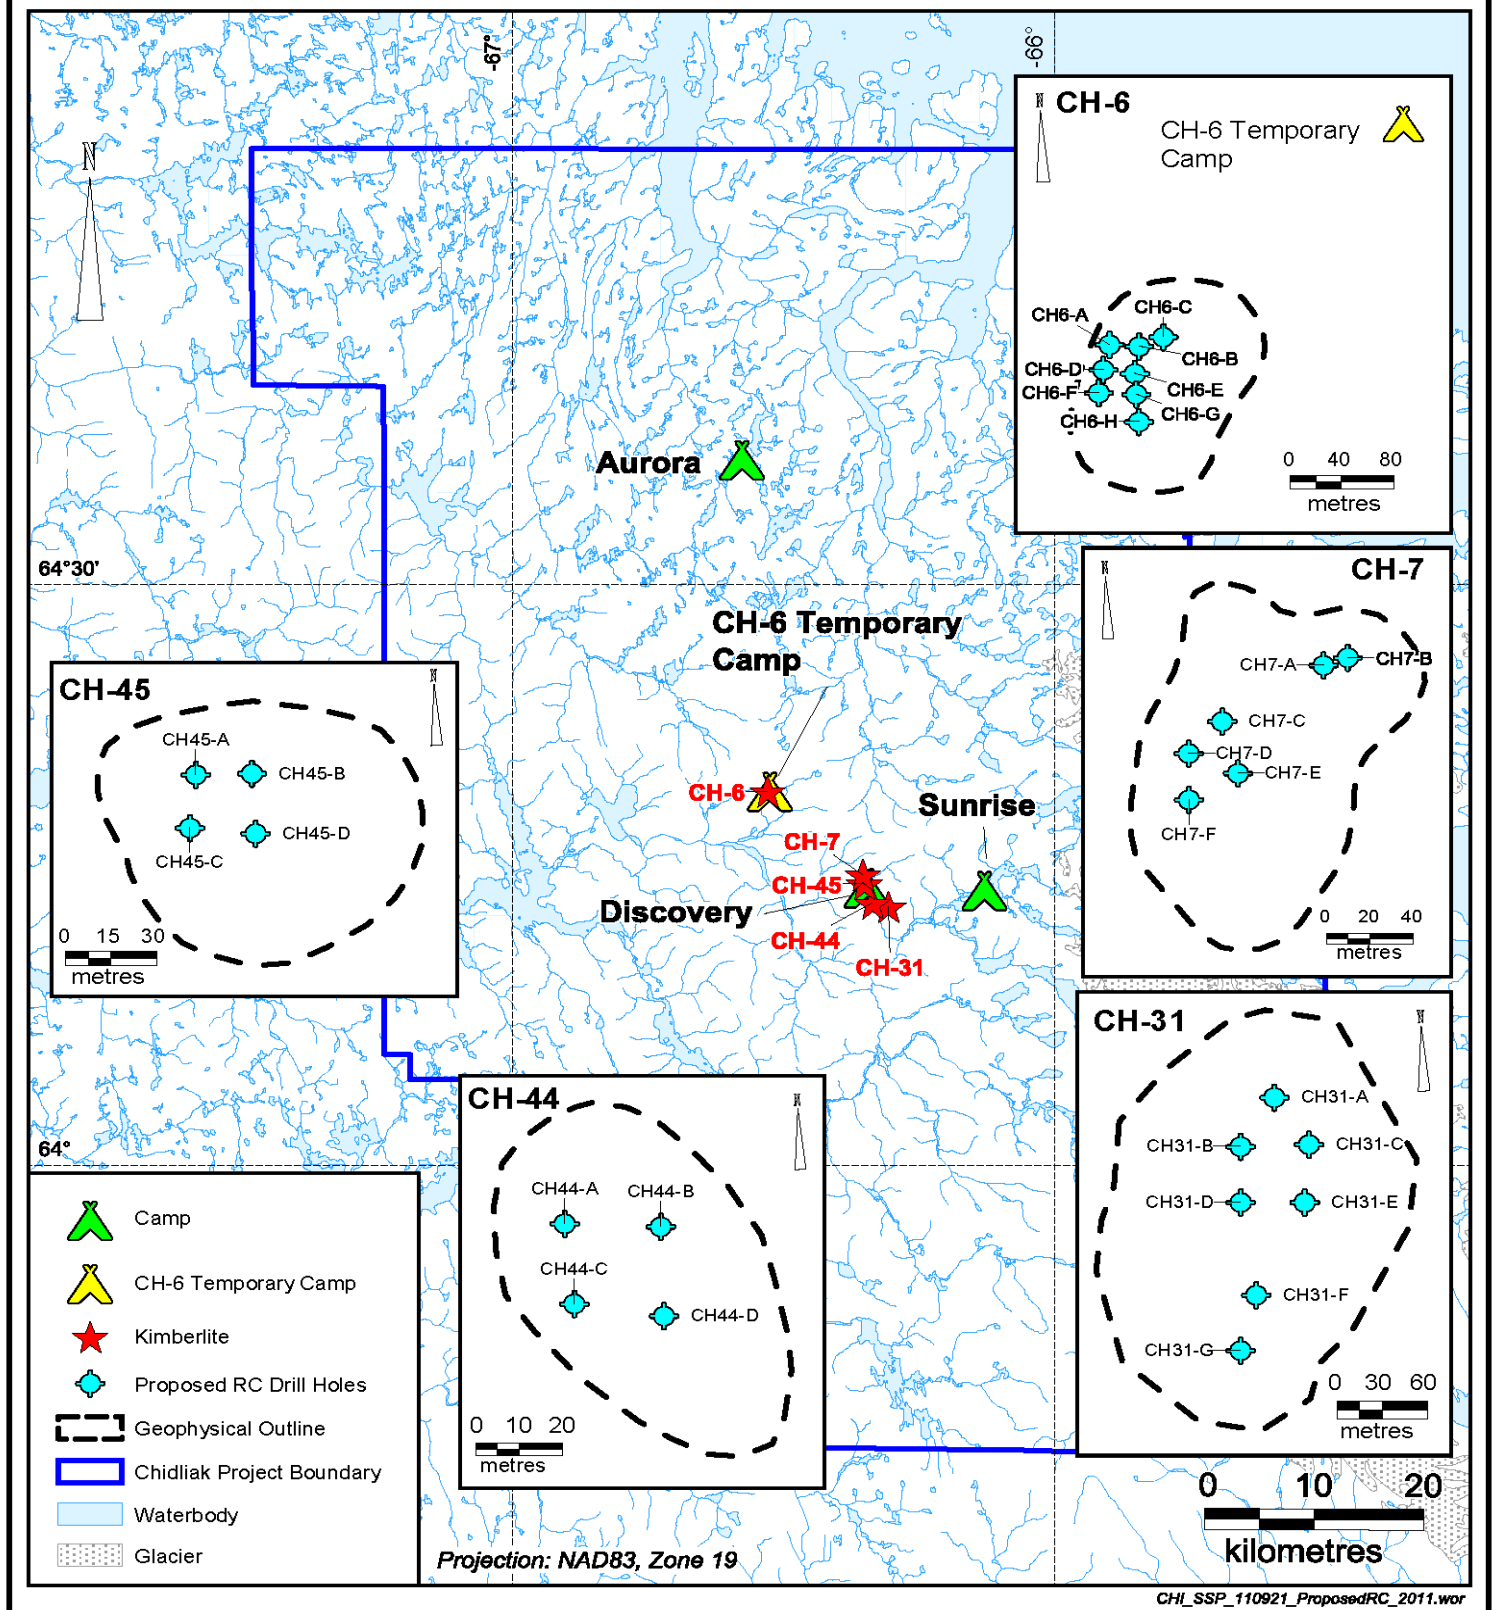 -67°
-66°
N
N
CH-6
CH-6 Temporary
Camp
CH6-A
CH6-C
CH6-B
CH6-D
CH6-E
CH6-F
CH6-G
CH6-H
0 40 80
metres
Aurora
64°30'
N
CH-7
CH7-A
CH7-B
CH7-C
CH7-D
CH7-E
CH7-F
0 20 40
metres
CH-6 Temporary
Camp
CH-6
Sunrise
CH-7
CH-45
Discovery
CH-44
CH-31
CH-45
N
CH45-A
CH45-B
CH45-C
CH45-D
0 15 30
metres
CH-31
N
CH31-A
CH31-B
CH31-C
CH31-D
CH31-E
CH31-F
CH31-G
0 30 60
metres
CH-44
N
CH44-A
CH44-B
CH44-C
CH44-D
0 10 20
metres
64°
Camp
CH-6 Temporary Camp
Kimberlite
Proposed RC Drill Holes
Geophysical Outline
Chidliak Project Boundary
Waterbody
Glacier
0 10 20
kilometres
Projection: NAD83, Zone 19
CHI_SSP_110921_ProposedRC_2011.wor